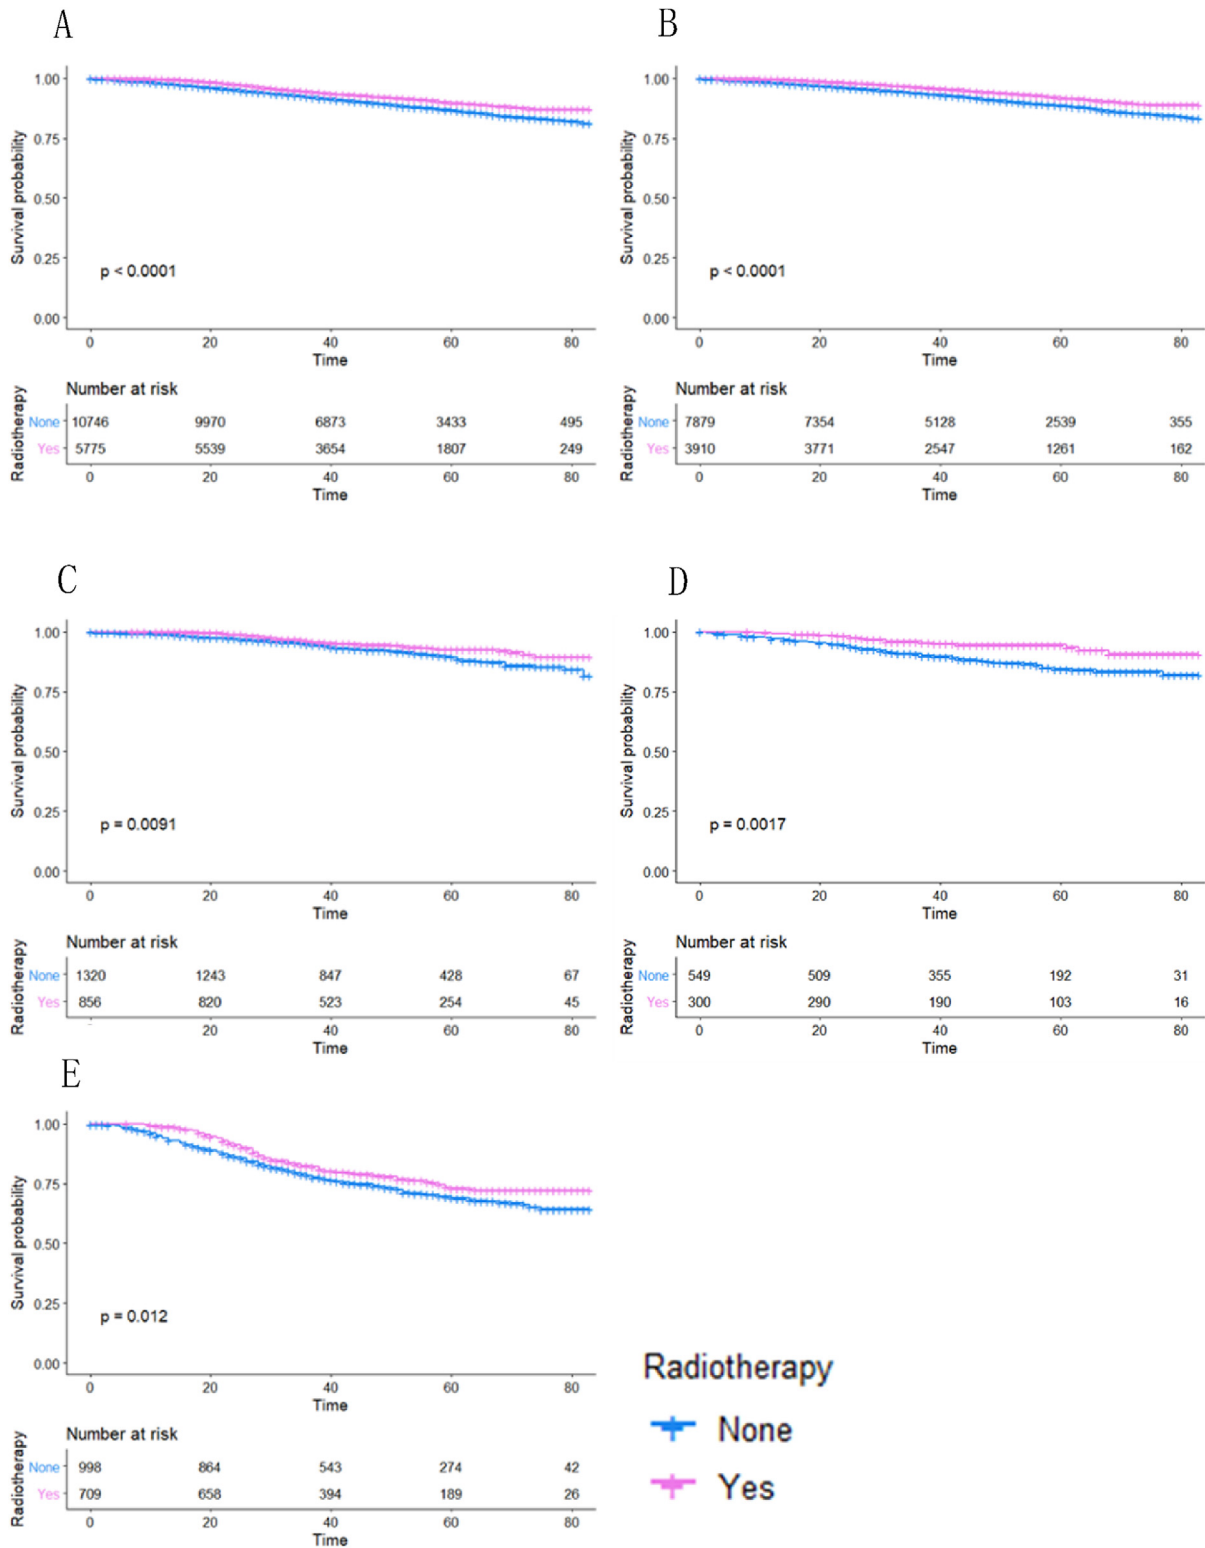 A
1.00
0.75
0.50
0.25
0.00
Survival probability
p < 0.0001
0 20 40 60 80
Time
Number at risk
Radiotherapy
None 10746 9970 6873 3433 495
Yes 5775 5539 3654 1807 249
0 20 40 60 80
Time
B
1.00
0.75
0.50
0.25
0.00
Survival probability
p < 0.0001
0 20 40 60 80
Time
Number at risk
Radiotherapy
None 7879 7354 5128 2539 355
Yes 3910 3771 2547 1261 162
0 20 40 60 80
Time
C
1.00
0.75
0.50
0.25
0.00
Survival probability
p = 0.0091
0 20 40 60 80
Time
Number at risk
Radiotherapy
None 1320 1243 847 428 67
Yes 856 820 523 254 45
0 20 40 60 80
Time
D
1.00
0.75
0.50
0.25
0.00
Survival probability
p = 0.0017
0 20 40 60 80
Time
Number at risk
Radiotherapy
None 549 509 355 192 31
Yes 300 290 190 103 16
0 20 40 60 80
Time
E
1.00
0.75
0.50
0.25
0.00
Survival probability
p = 0.012
0 20 40 60 80
Time
Number at risk
Radiotherapy
None 998 864 543 274 42
Yes 709 658 394 189 26
0 20 40 60 80
Time
Radiotherapy
None
Yes